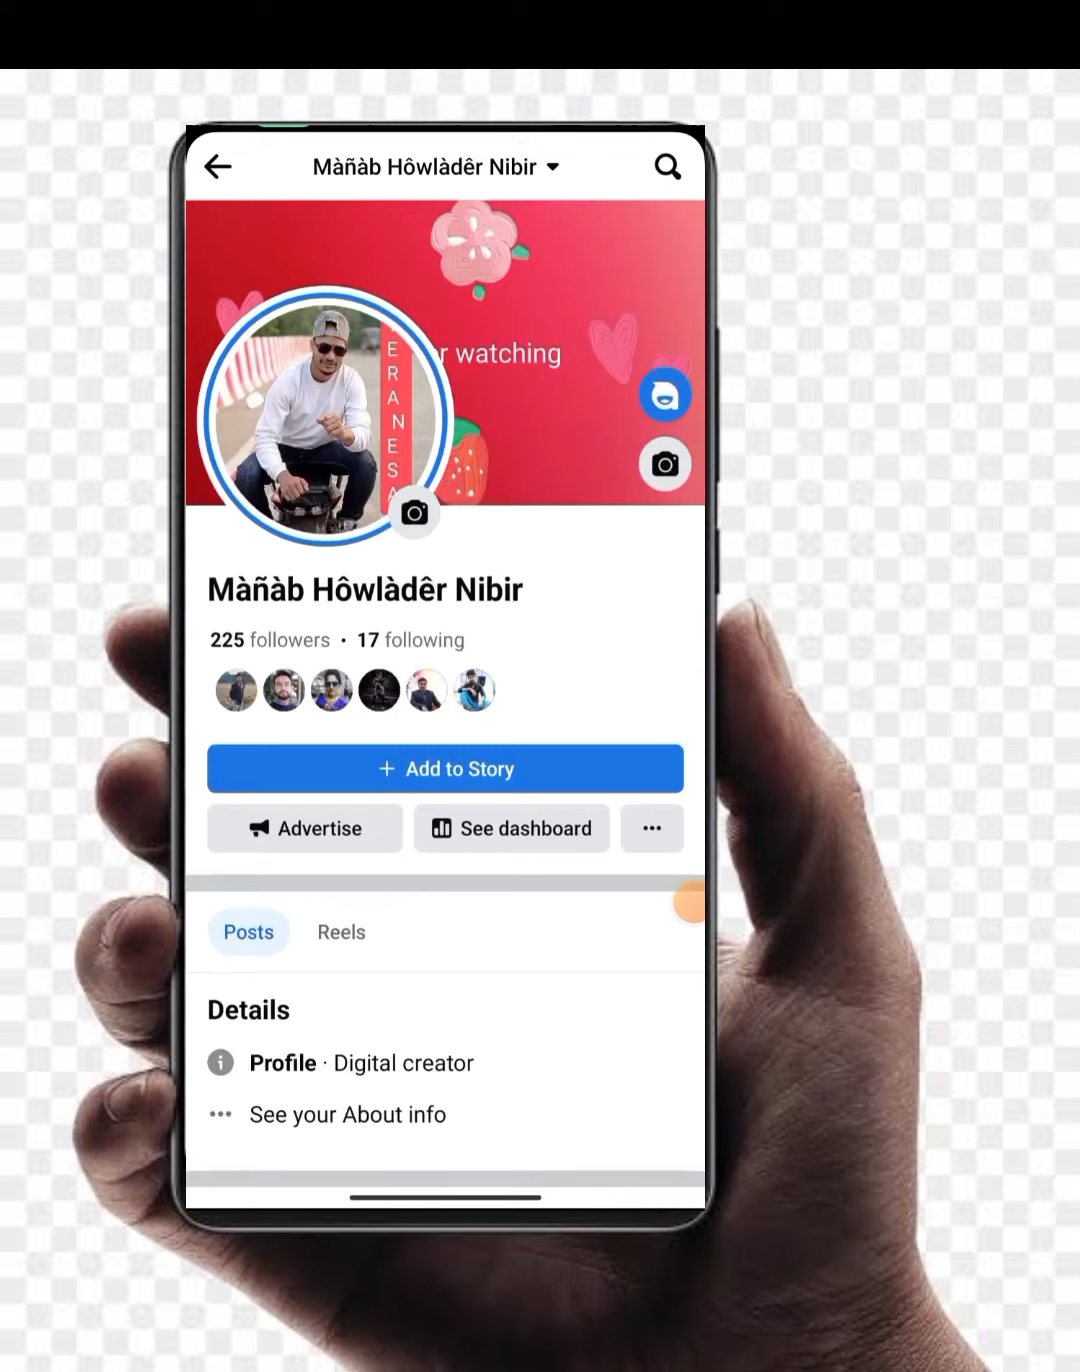 Màñàb Hôwlàdêr Nibir
r watching
E
R
A
N
E
S
A
Màñàb Hôwlàdêr Nibir
225 followers · 17 following
+ Add to Story
Advertise
See dashboard
Posts
Reels
Details
Profile · Digital creator
See your About info